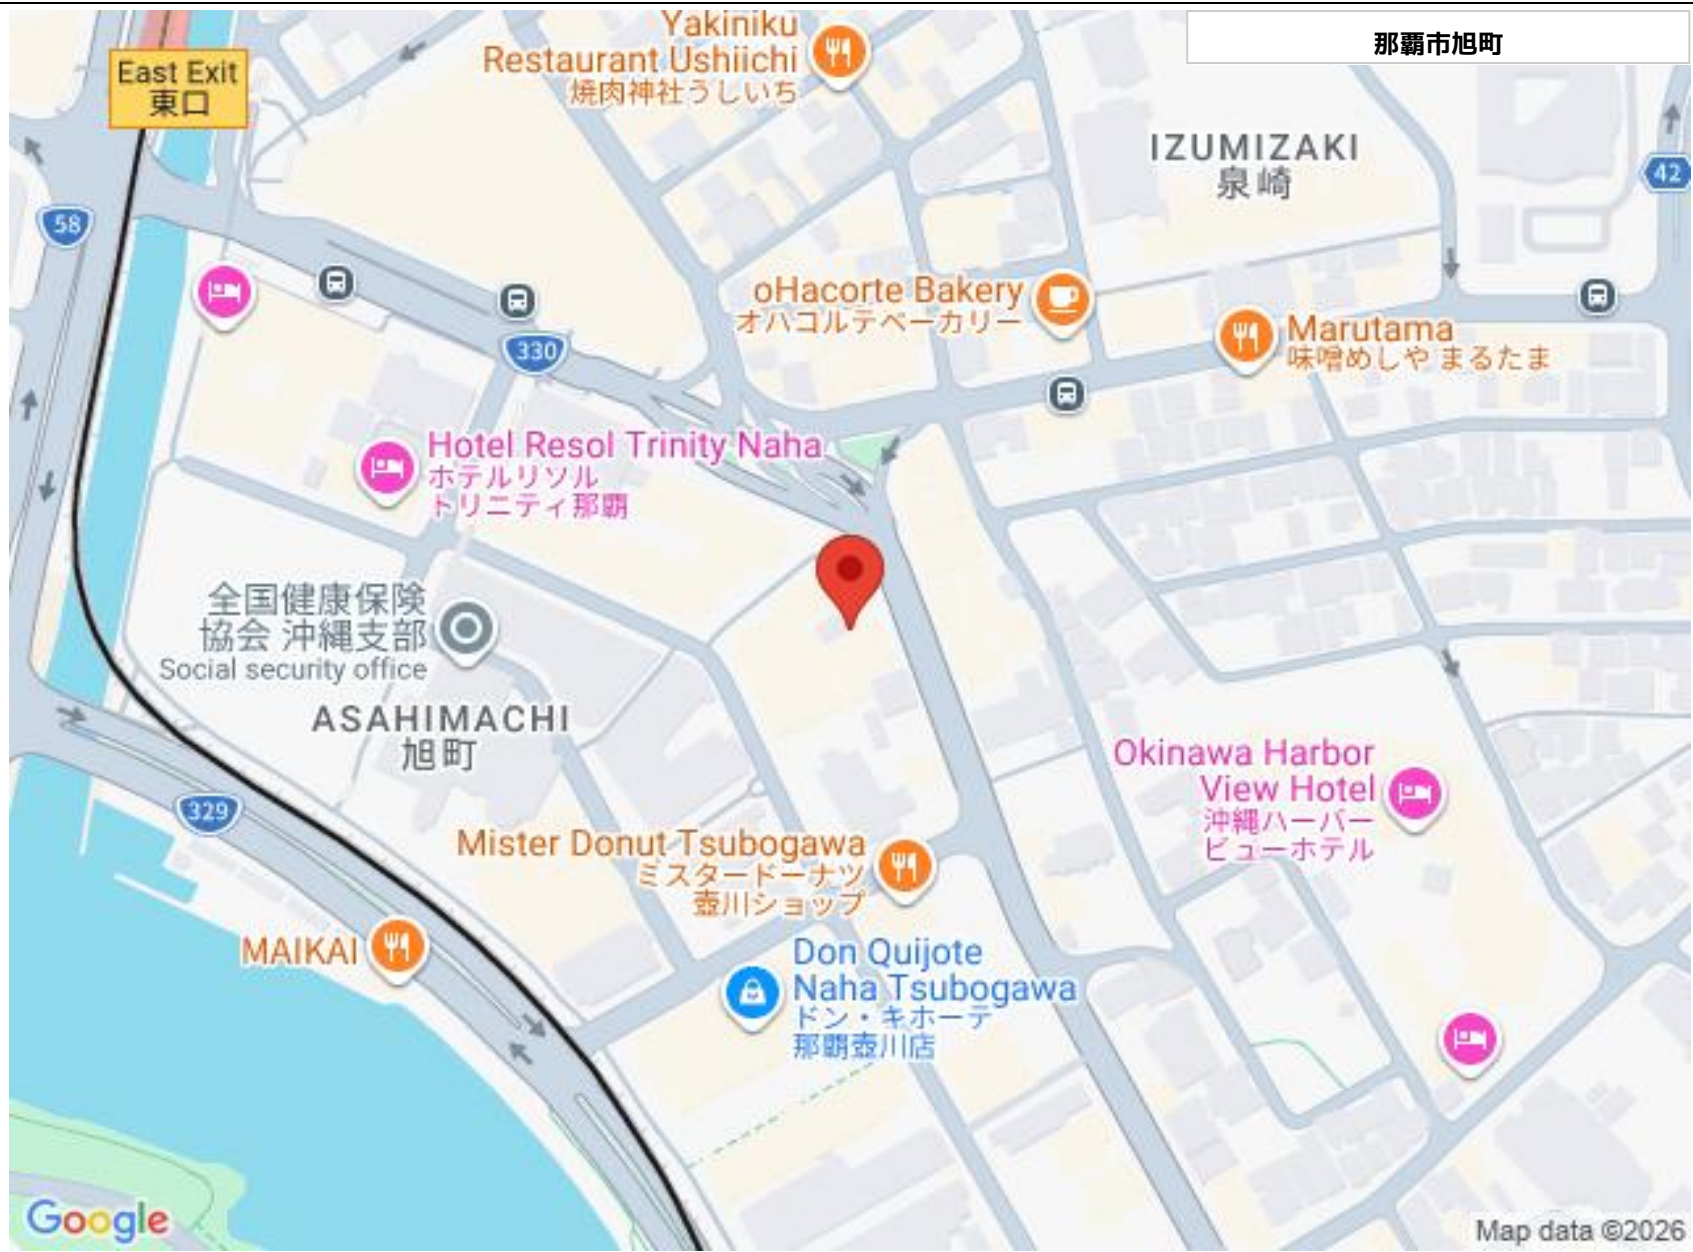 那覇市旭町
Yakiniku
Restaurant Ushiichi
焼肉神社うしいち
East Exit
東口
IZUMIZAKI
泉崎
42
58
oHacorte Bakery
オハコルテベーカリー
Marutama
味噌めしや まるたま
330
Hotel Resol Trinity Naha
ホテルリソル
トリニティ那覇
全国健康保険
協会 沖縄支部
Social security office
ASAHIMACHI
旭町
Okinawa Harbor
View Hotel
沖縄ハーバー
ビューホテル
329
Mister Donut Tsubogawa
ミスタードーナツ
壺川ショップ
MAIKAI
Don Quijote
Naha Tsubogawa
ドン・キホーテ
那覇壺川店
Google
Map data ©2026